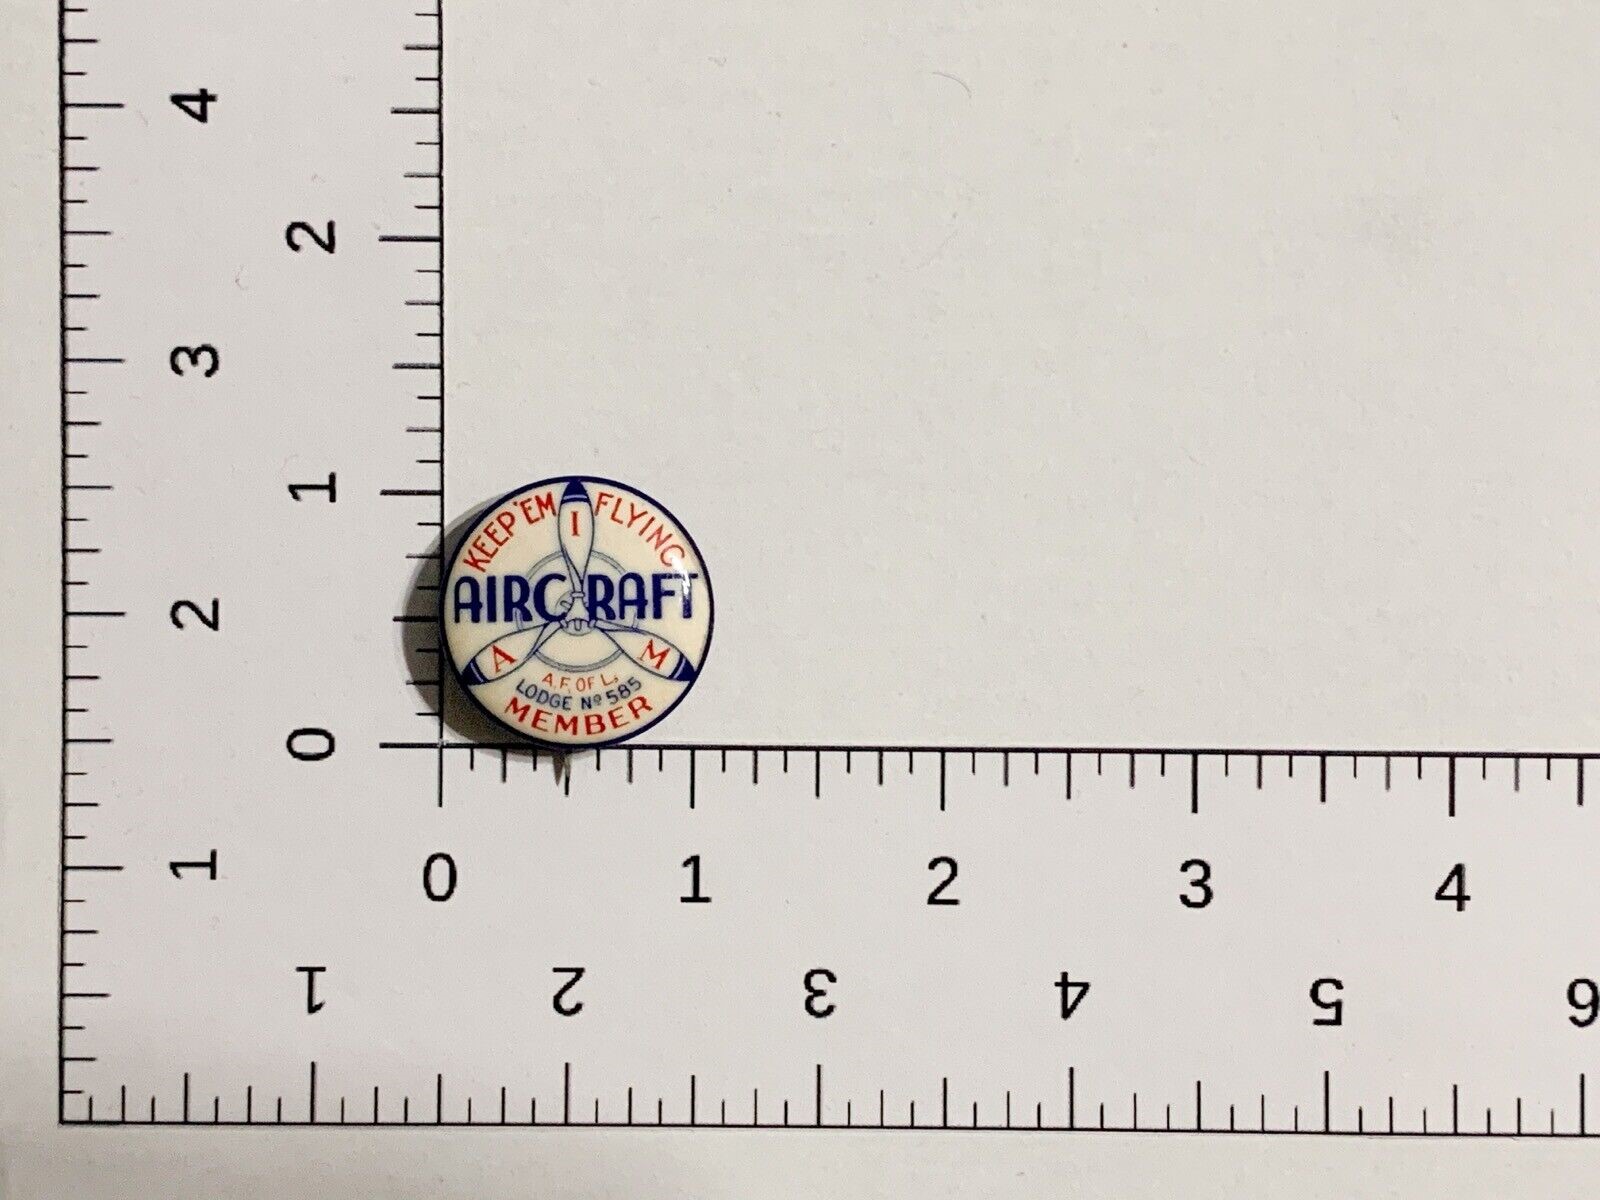 KEEP 'EM FLYING
I
AIRCRAFT
A M
A.F. OF L.
LODGE Nº 585
MEMBER
4
3
2
1
2
1
0
0 1 2 3 4
1 2 3 4 5 6